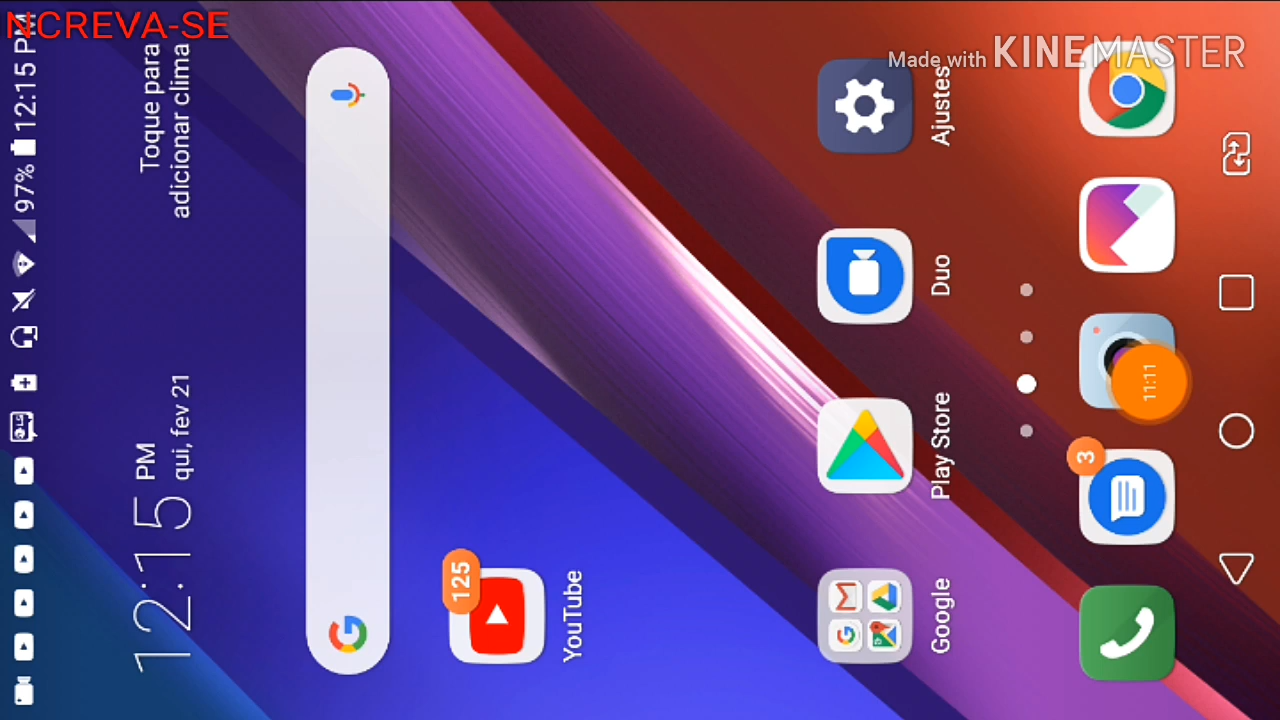 NCREVA-SE
Made with KINEMASTER
97% 12:15 PM
12:15 PM
qui, fev 21
Toque para
adicionar clima
125
YouTube
Google
Play Store
Duo
Ajustes
3
11:11